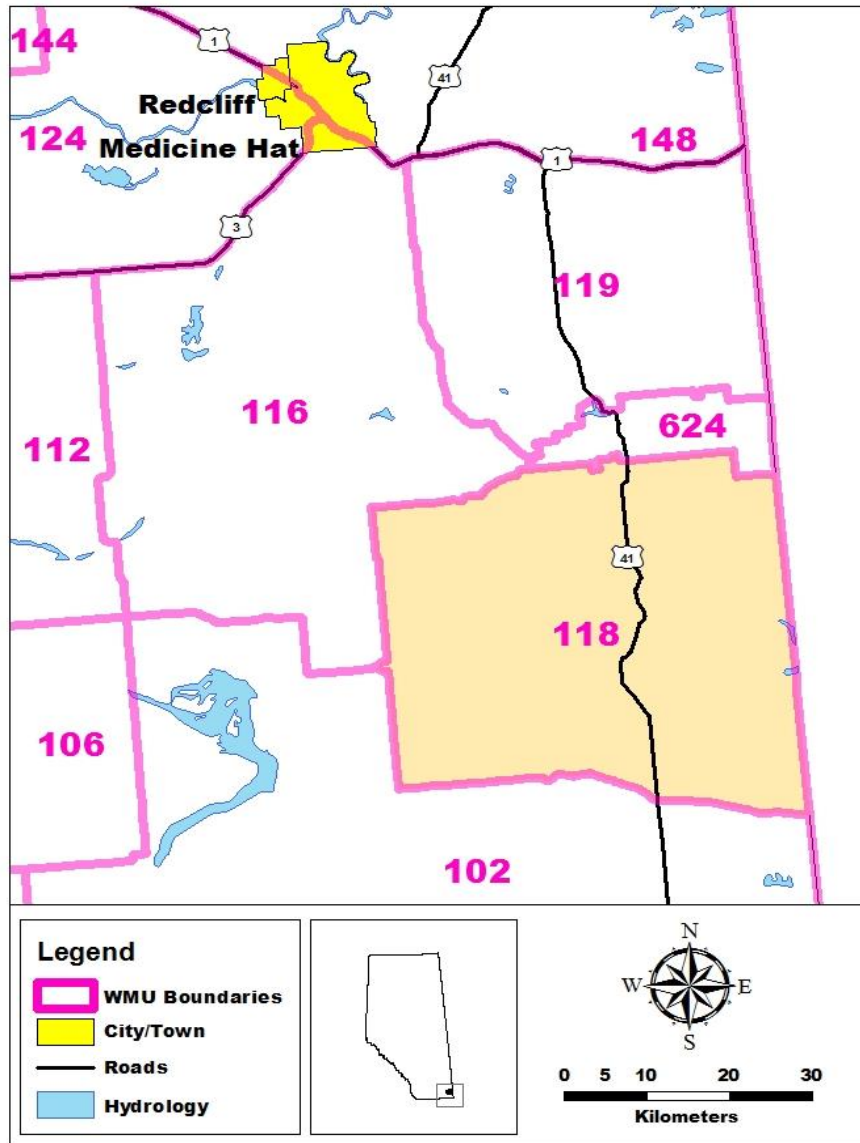 144
1
41
Redcliff
124
Medicine Hat
148
1
3
119
116
624
112
41
118
106
102
Legend
WMU Boundaries
City/Town
Roads
Hydrology
N
W
E
S
0 5 10 20 30
Kilometers